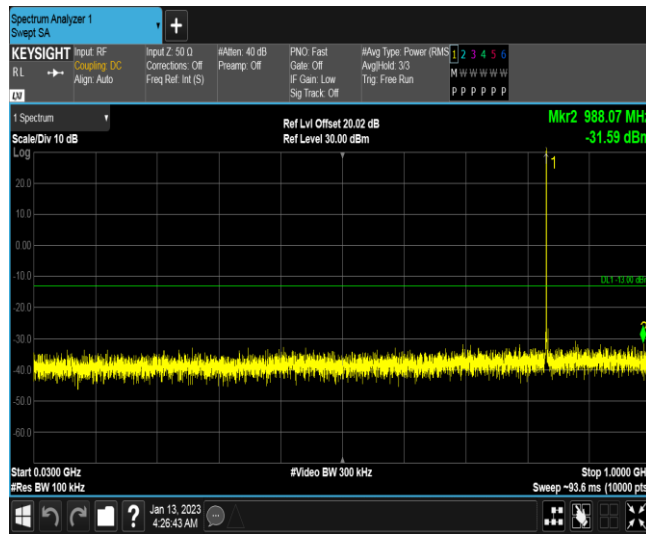 Spectrum Analyzer 1
Swept SA
+
KEYSIGHT Input: RF Input Z: 50 Ω #Atten: 40 dB PNO: Fast #Avg Type: Power (RMS 1 2 3 4 5 6
RL Coupling: DC Corrections: Off Preamp: Off Gate: Off Avg|Hold: 3/3 M W W W W W
Align: Auto Freq Ref: Int (S) IF Gain: Low Trig: Free Run
LXI Sig Track: Off P P P P P P
1 Spectrum Ref Lvl Offset 20.02 dB Mkr2 988.07 MHz
Scale/Div 10 dB Ref Level 30.00 dBm -31.59 dBm
Log
1
20.0
0.00
-10.0
DL1 -13.00 dBm
-20.0
-30.0
-40.0
-50.0
-60.0
Start 0.0300 GHz #Video BW 300 kHz Stop 1.0000 GHz
#Res BW 100 kHz Sweep ~93.6 ms (10000 pts
? Jan 13, 2023
4:26:43 AM